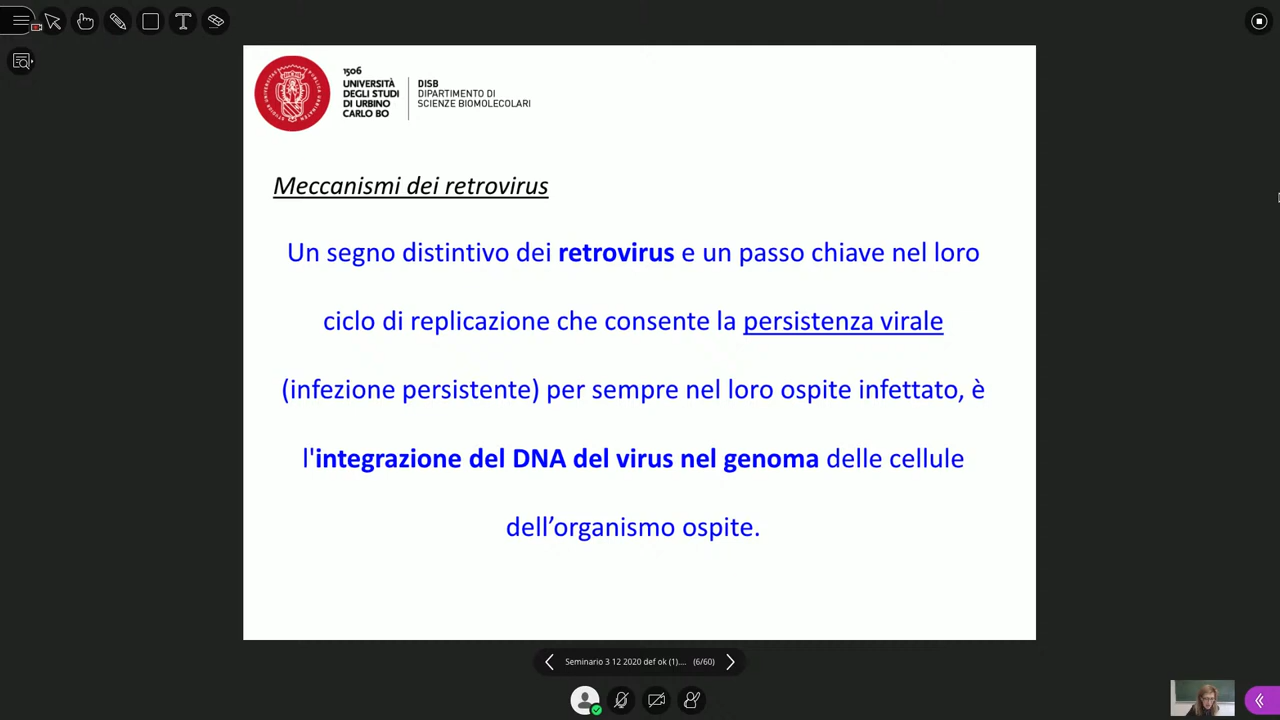 1506
UNIVERSITÀ
DEGLI STUDI
DI URBINO
CARLO BO
DISB
DIPARTIMENTO DI
SCIENZE BIOMOLECOLARI
Meccanismi dei retrovirus
Un segno distintivo dei retrovirus e un passo chiave nel loro
ciclo di replicazione che consente la persistenza virale
(infezione persistente) per sempre nel loro ospite infettato, è
l'integrazione del DNA del virus nel genoma delle cellule
dell’organismo ospite.
Seminario 3 12 2020 def ok (1).... (6/60)